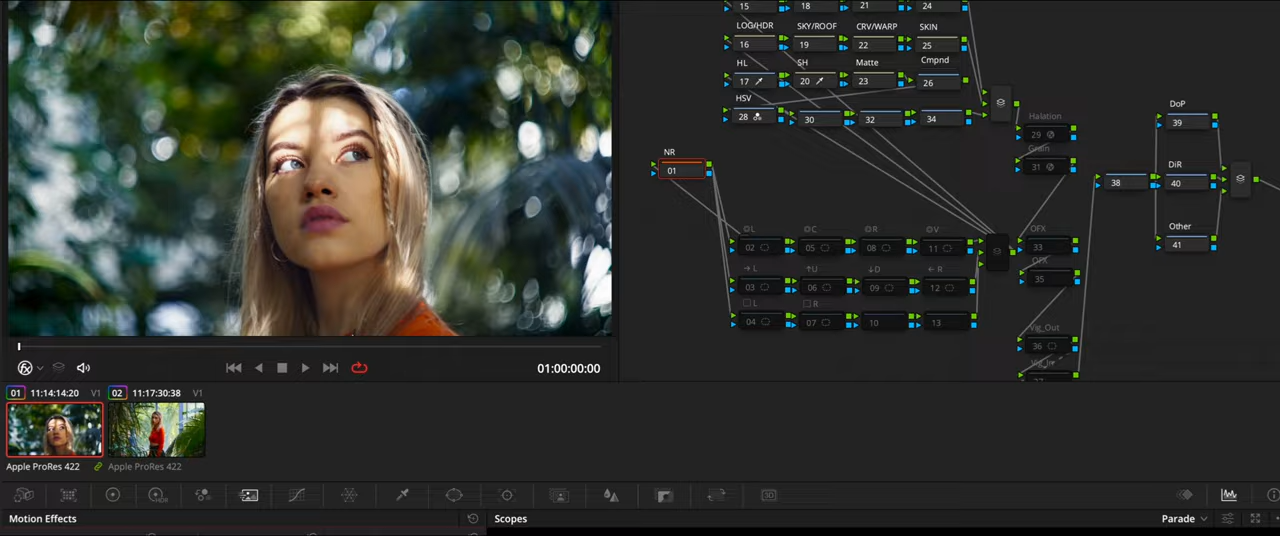 15
18
21
24
LOG/HDR
SKY/ROOF
CRV/WARP
SKIN
16
19
22
25
HL
SH
Matte
Cmpnd
17
20
23
26
HSV
28
30
32
34
Halation
29
Grain
31
NR
01
DoP
39
38
DiR
40
Other
41
L
C
R
V
02
05
08
11
→ L
↑U
↓D
← R
03
06
09
12
L
R
04
07
10
13
OFX
33
OFX
35
Vig_Out
36
01:00:00:00
01 11:14:14:20 V1
02 11:17:30:38 V1
Apple ProRes 422
Apple ProRes 422
HDR
3D
Motion Effects
Scopes
Parade